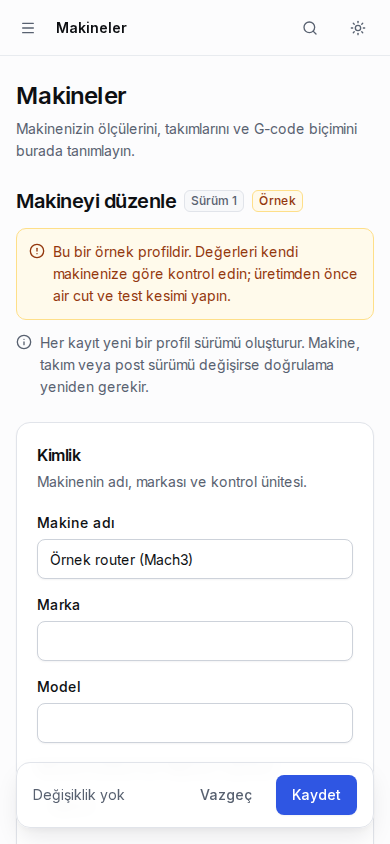 Makineler
Makineler
Makinenizin ölçülerini, takımlarını ve G-code biçimini
burada tanımlayın.
Makineyi düzenle Sürüm 1 Örnek
Bu bir örnek profildir. Değerleri kendi
makinenize göre kontrol edin; üretimden önce
air cut ve test kesimi yapın.
Her kayıt yeni bir profil sürümü oluşturur. Makine,
takım veya post sürümü değişirse doğrulama
yeniden gerekir.
Kimlik
Makinenin adı, markası ve kontrol ünitesi.
Makine adı
Örnek router (Mach3)
Marka
Model
Değişiklik yok Vazgeç Kaydet